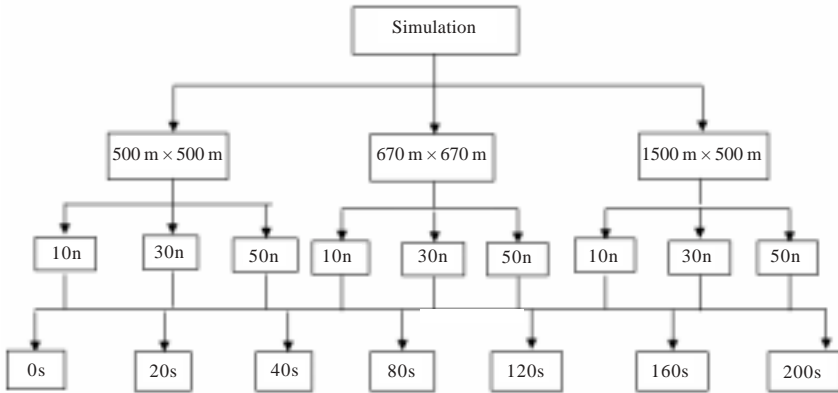 Simulation
500 m × 500 m
670 m × 670 m
1500 m × 500 m
10n
30n
50n
10n
30n
50n
10n
30n
50n
0s
20s
40s
80s
120s
160s
200s